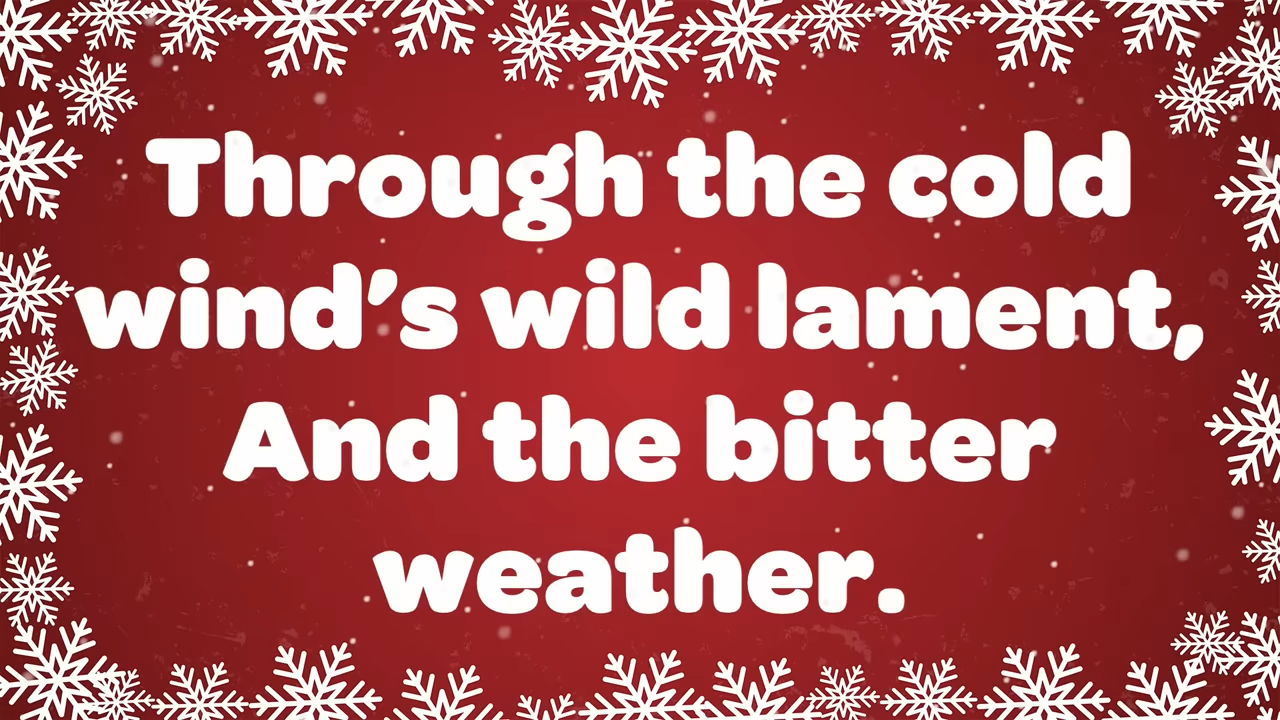 Through the cold
wind's wild lament,
And the bitter
weather.